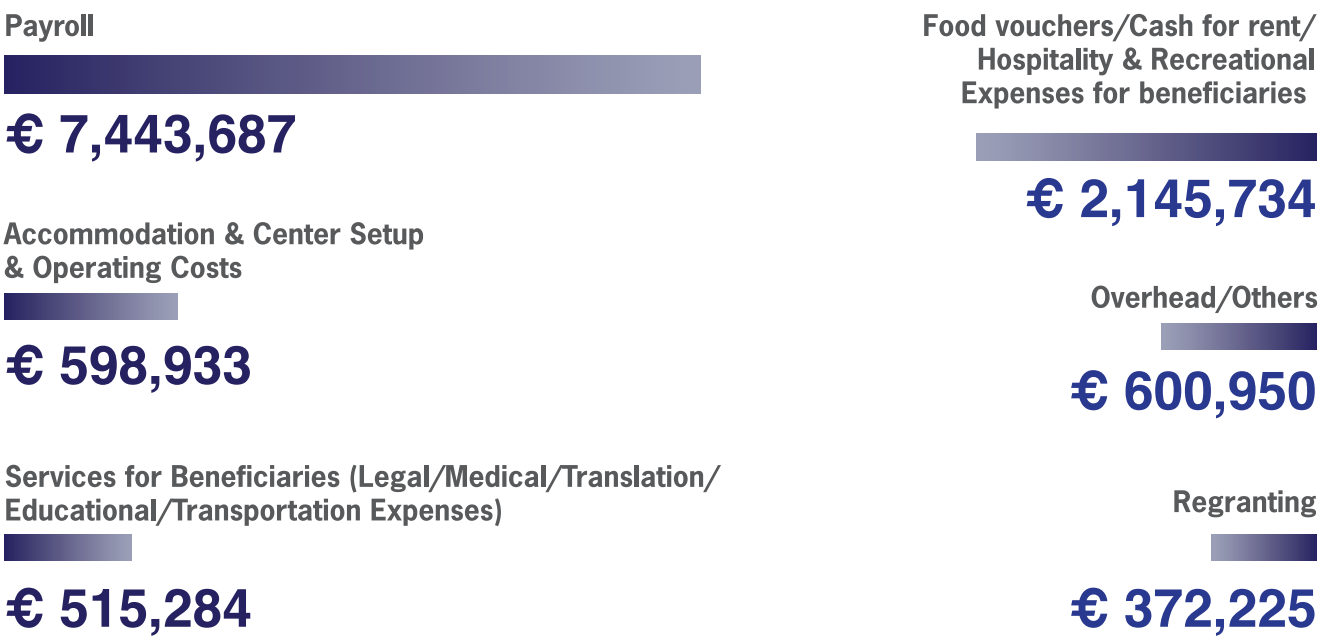 Payroll
€ 7,443,687
Accommodation & Center Setup
& Operating Costs
€ 598,933
Services for Beneficiaries (Legal/Medical/Translation/
Educational/Transportation Expenses)
€ 515,284
Food vouchers/Cash for rent/
Hospitality & Recreational
Expenses for beneficiaries
€ 2,145,734
Overhead/Others
€ 600,950
Regranting
€ 372,225